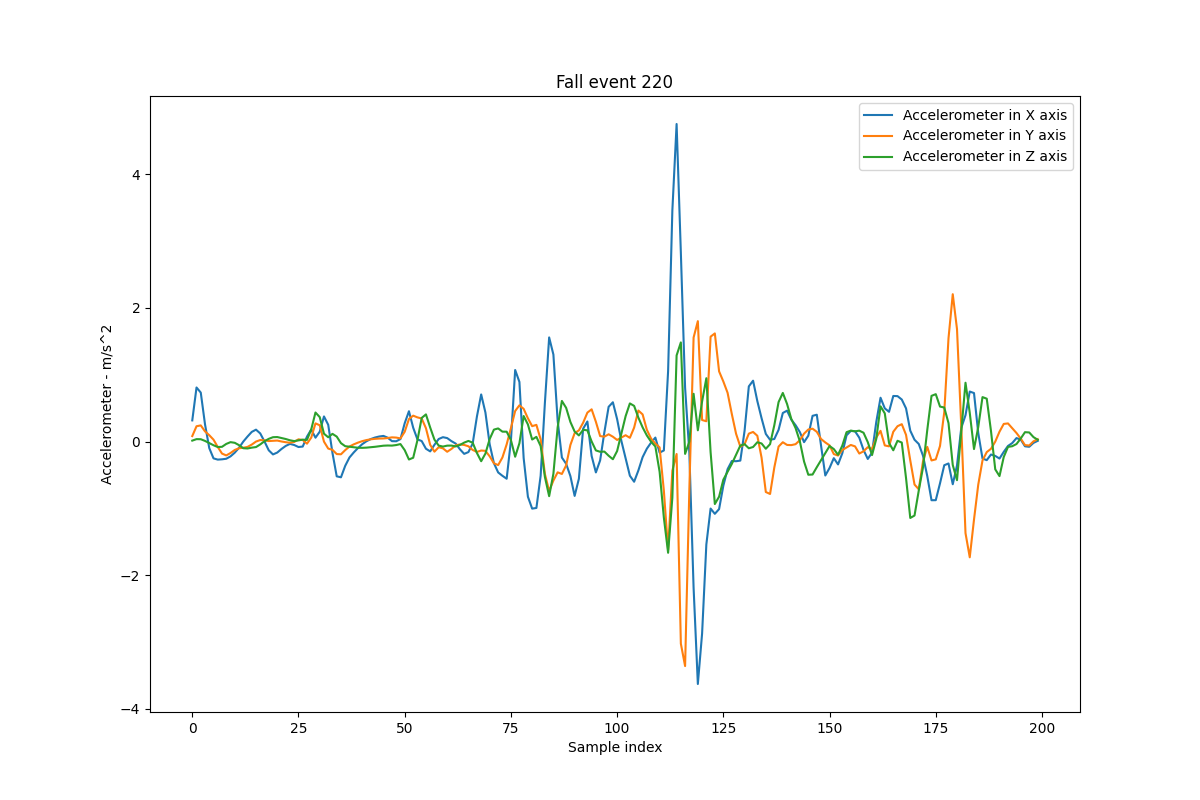 Fall event 220
Accelerometer in X axis
Accelerometer in Y axis
Accelerometer in Z axis
Accelerometer - m/s^2
4
2
0
−2
−4
0 25 50 75 100 125 150 175 200
Sample index